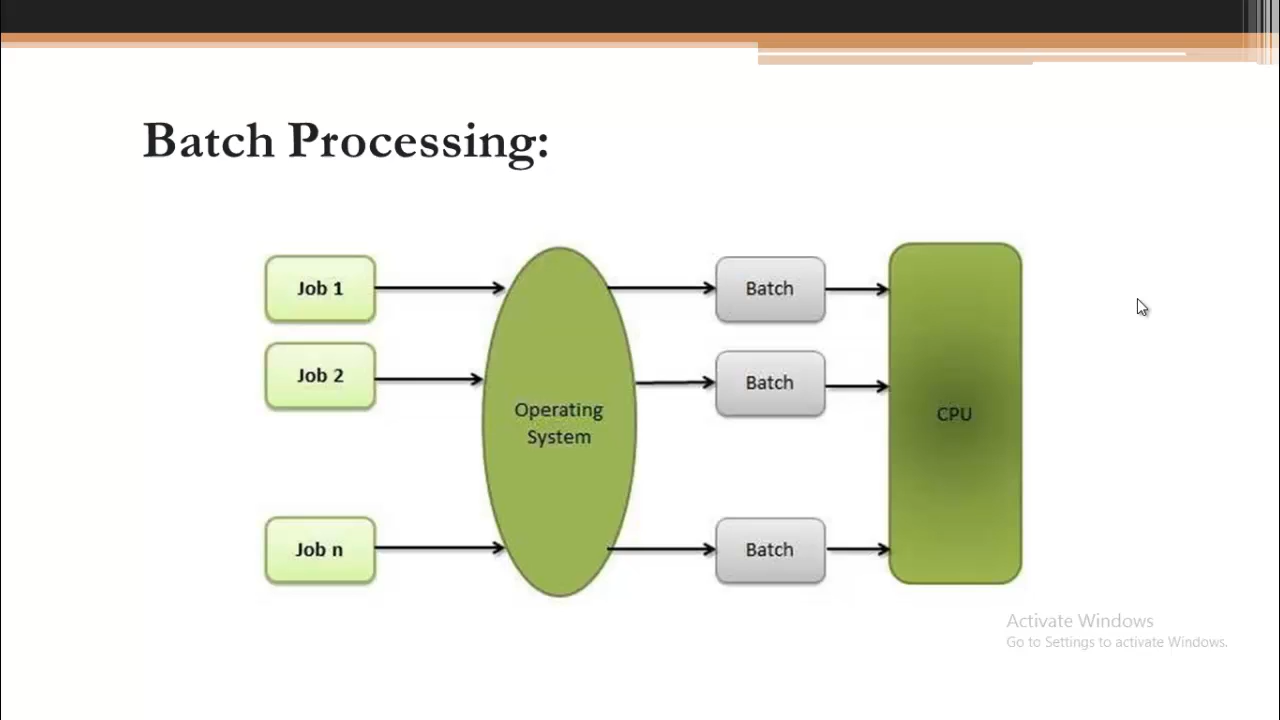 Batch Processing:
Job 1
Batch
Job 2
Batch
Operating
System
CPU
Job n
Batch
Activate Windows
Go to Settings to activate Windows.